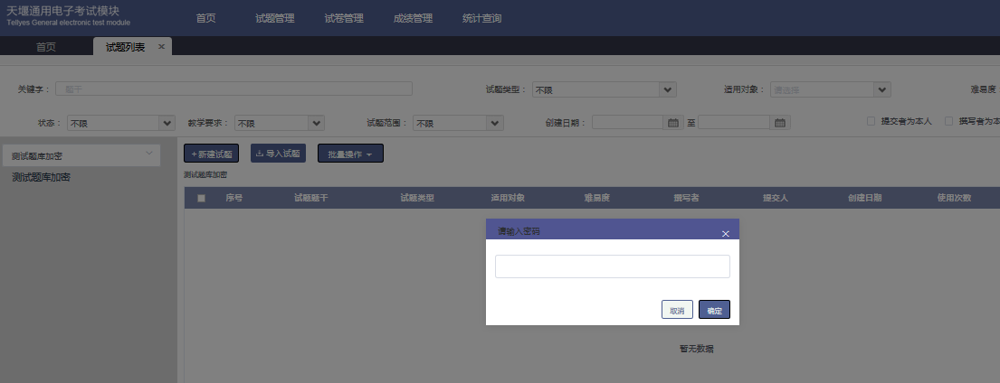 天堰通用电子考试模块
Tellyes General electronic test module
首页 试题管理 试卷管理 成绩管理 统计查询
首页 试题列表 ×
关键字： 题干 试题类型： 不限 适用对象： 请选择 难易度
状态： 不限 教学要求： 不限 试题范围： 不限 创建日期： 至 提交者为本人 撰写者为本
测试题库加密
测试题库加密
+新建试题 导入试题 批量操作
测试题库加密
序号 试题题干 试题类型 适用对象 难易度 撰写者 提交人 创建日期 使用次数
请输入密码 ×
取消 确定
暂无数据